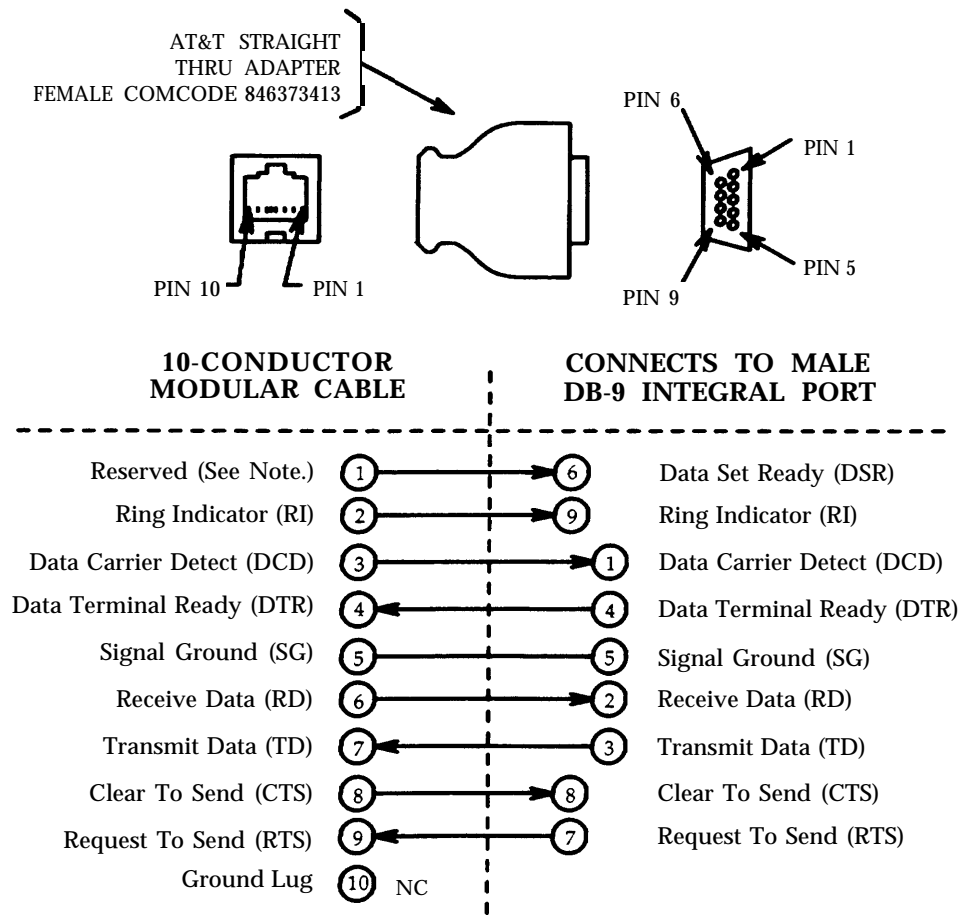 AT&T STRAIGHT
THRU ADAPTER
FEMALE COMCODE 846373413
PIN 6
PIN 1
PIN 10
PIN 1
PIN 9
PIN 5
10-CONDUCTOR
MODULAR CABLE
CONNECTS TO MALE
DB-9 INTEGRAL PORT
Reserved (See Note.) 1 6 Data Set Ready (DSR)
Ring Indicator (RI) 2 9 Ring Indicator (RI)
Data Carrier Detect (DCD) 3 1 Data Carrier Detect (DCD)
Data Terminal Ready (DTR) 4 4 Data Terminal Ready (DTR)
Signal Ground (SG) 5 5 Signal Ground (SG)
Receive Data (RD) 6 2 Receive Data (RD)
Transmit Data (TD) 7 3 Transmit Data (TD)
Clear To Send (CTS) 8 8 Clear To Send (CTS)
Request To Send (RTS) 9 7 Request To Send (RTS)
Ground Lug 10 NC